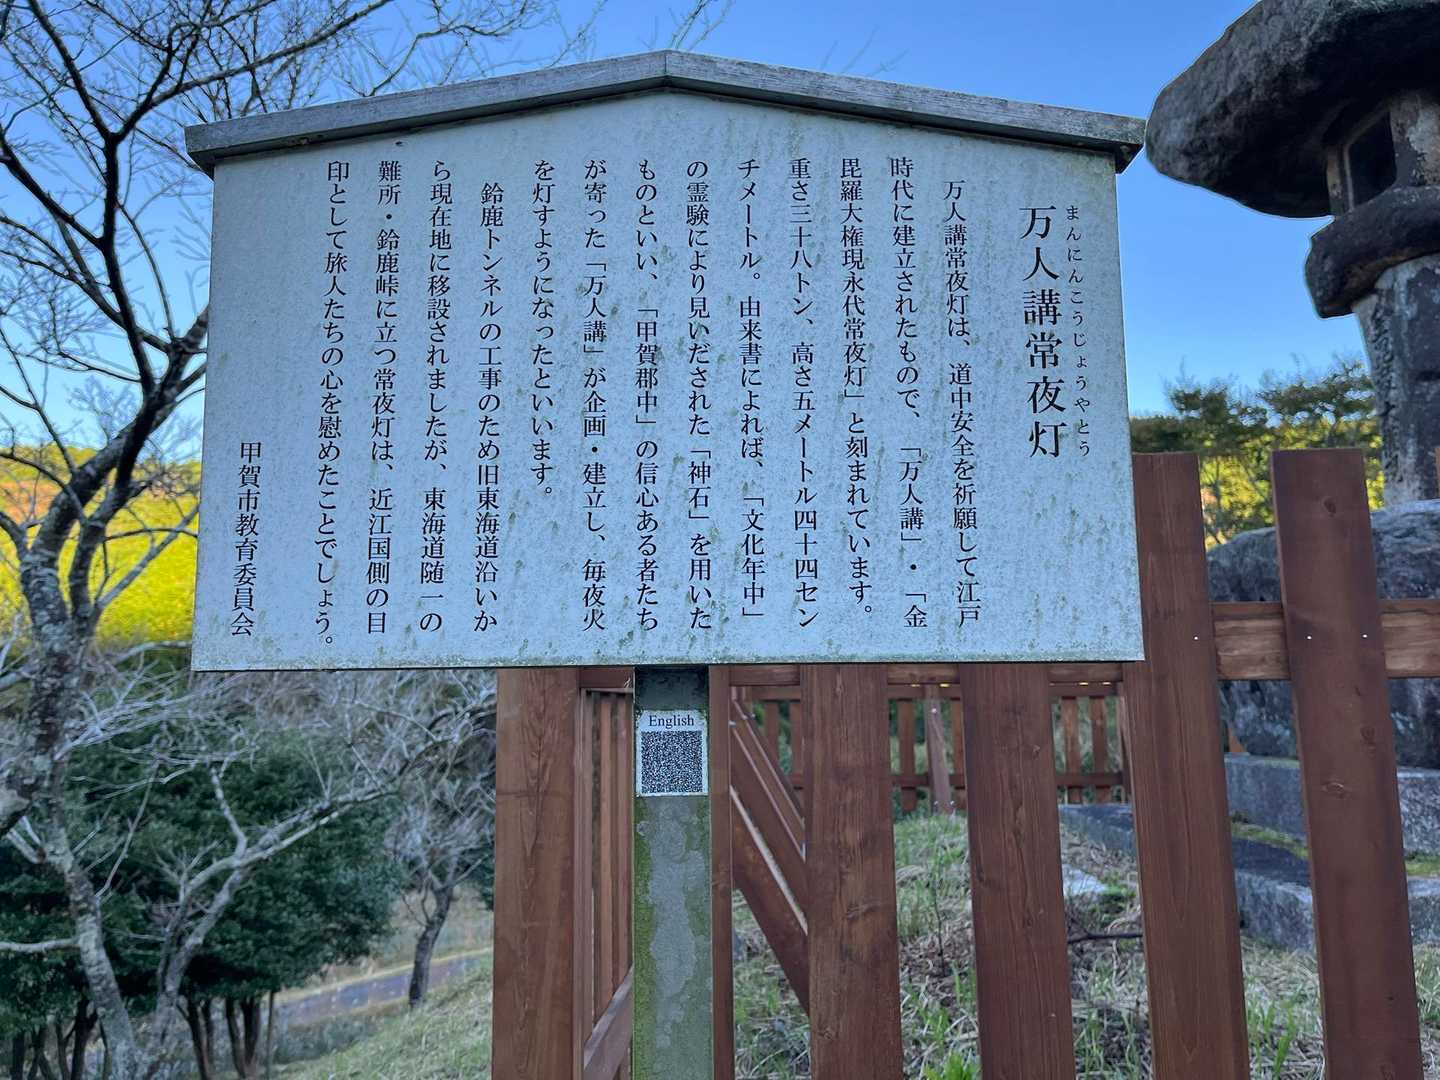 まんにんこうじょうやとう
万人講常夜灯
万人講常夜灯は、道中安全を祈願して江戸
時代に建立されたもので、「万人講」・「金
毘羅大権現永代常夜灯」と刻まれています。
重さ三十八トン、高さ五メートル四十四セン
チメートル。由来書によれば、「文化年中」
の霊験により見いだされた「神石」を用いた
ものといい、「甲賀郡中」の信心ある者たち
が寄った「万人講」が企画・建立し、毎夜火
を灯すようになったといいます。
鈴鹿トンネルの工事のため旧東海道沿いか
ら現在地に移設されましたが、東海道随一の
難所・鈴鹿峠に立つ常夜灯は、近江国側の目
印として旅人たちの心を慰めたことでしょう。
甲賀市教育委員会
English